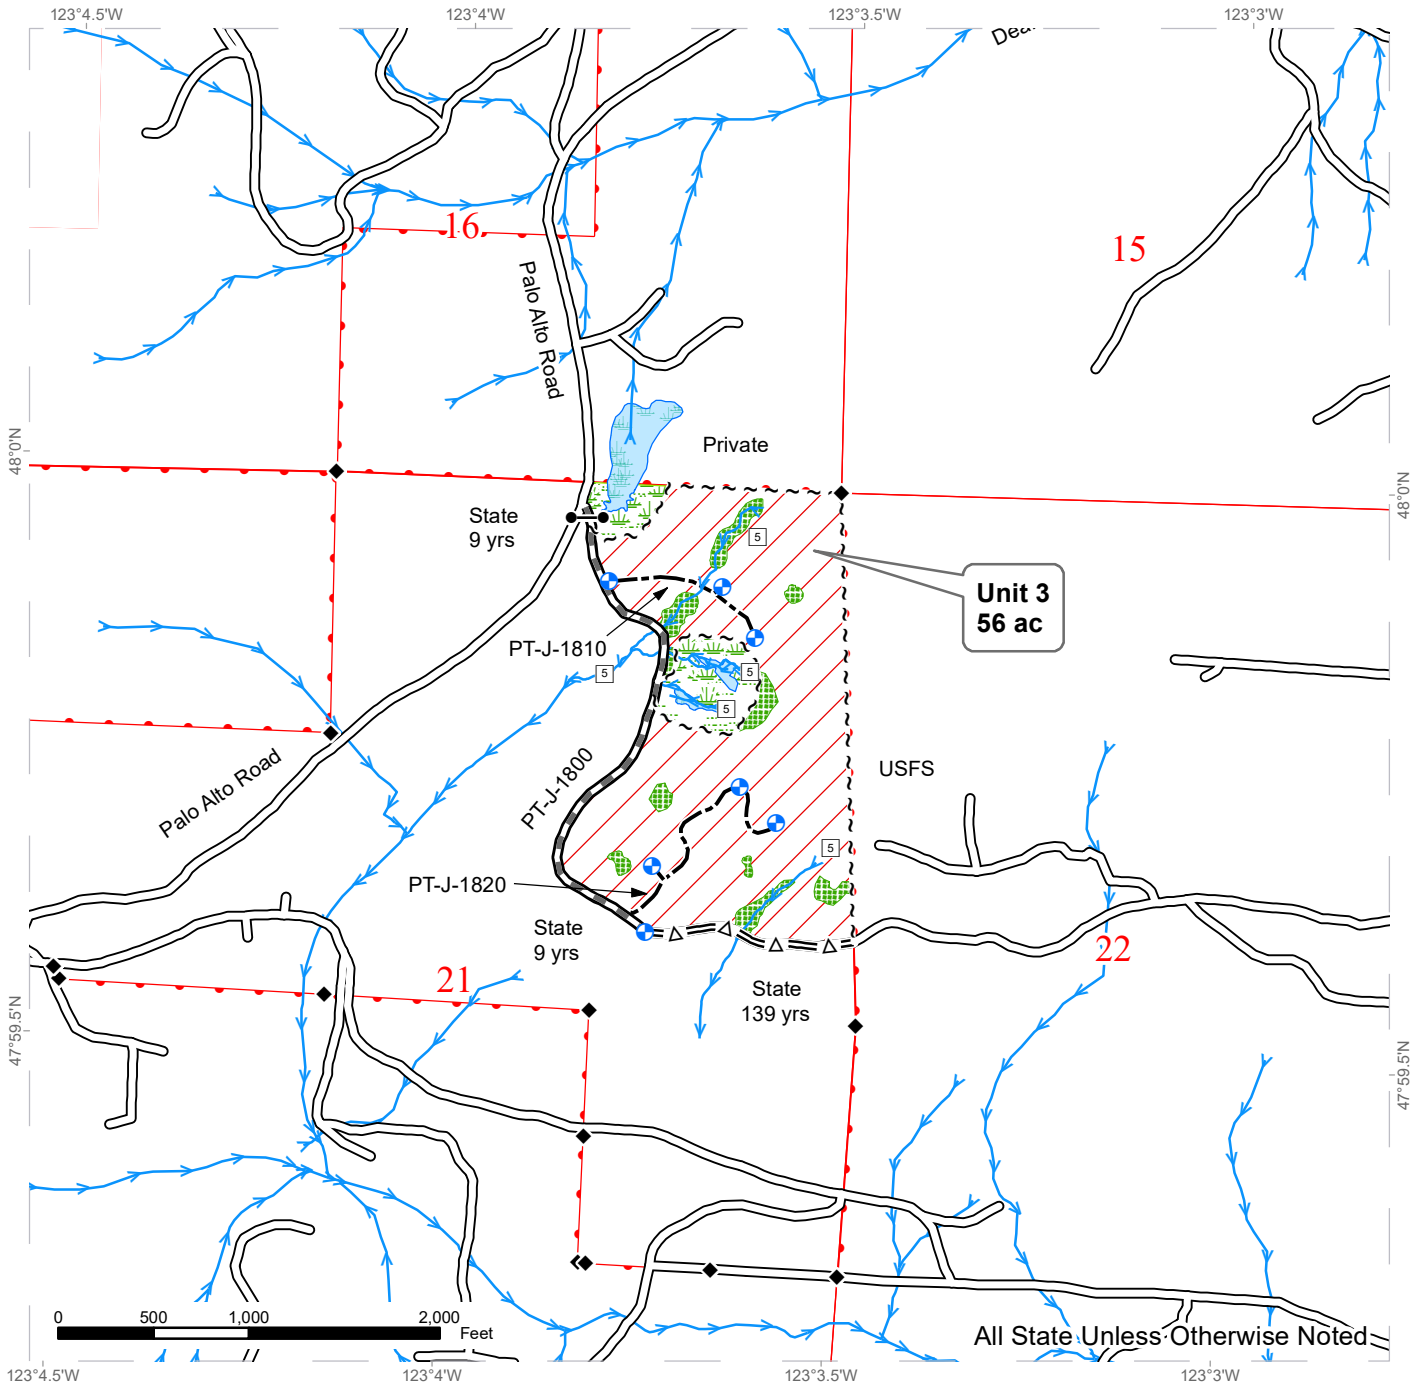 123°4.5'W
123°4'W
123°3.5'W
123°3'W
16
15
Palo Alto Road
48°0'N
48°0'N
Private
State
9 yrs
5
Unit 3
56 ac
PT-J-1810
5
5
5
PT-J-1800
Palo Alto Road
USFS
5
PT-J-1820
State
9 yrs
22
21
State
139 yrs
47°59.5'N
47°59.5'N
0
500
1,000
2,000
Feet
All State Unless Otherwise Noted
123°4.5'W
123°4'W
123°3.5'W
123°3'W